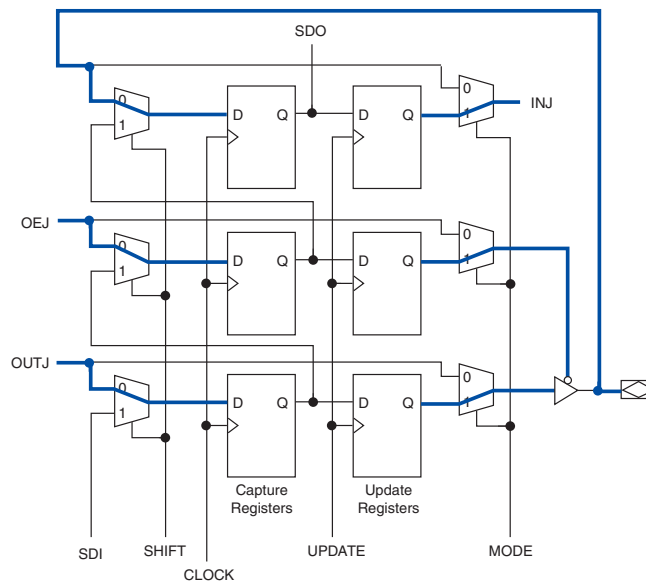 SDO
0
1
D Q
D Q
0
1
INJ
OEJ
0
1
D Q
D Q
0
1
OUTJ
0
1
D Q
D Q
0
1
Capture
Registers
Update
Registers
SDI
SHIFT
CLOCK
UPDATE
MODE